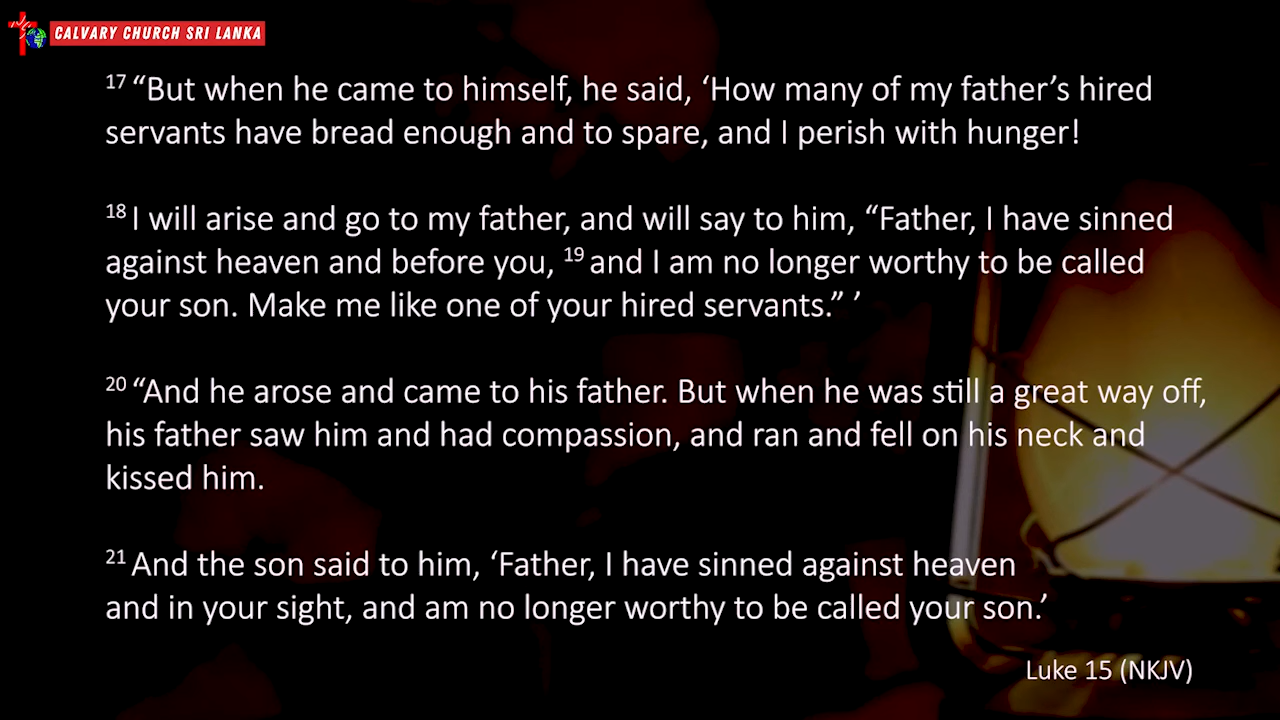 CALVARY CHURCH SRI LANKA
17 “But when he came to himself, he said, ‘How many of my father’s hired
servants have bread enough and to spare, and I perish with hunger!
18 I will arise and go to my father, and will say to him, “Father, I have sinned
against heaven and before you, 19 and I am no longer worthy to be called
your son. Make me like one of your hired servants.” ’
20 “And he arose and came to his father. But when he was still a great way off,
his father saw him and had compassion, and ran and fell on his neck and
kissed him.
21 And the son said to him, ‘Father, I have sinned against heaven
and in your sight, and am no longer worthy to be called your son.’
Luke 15 (NKJV)